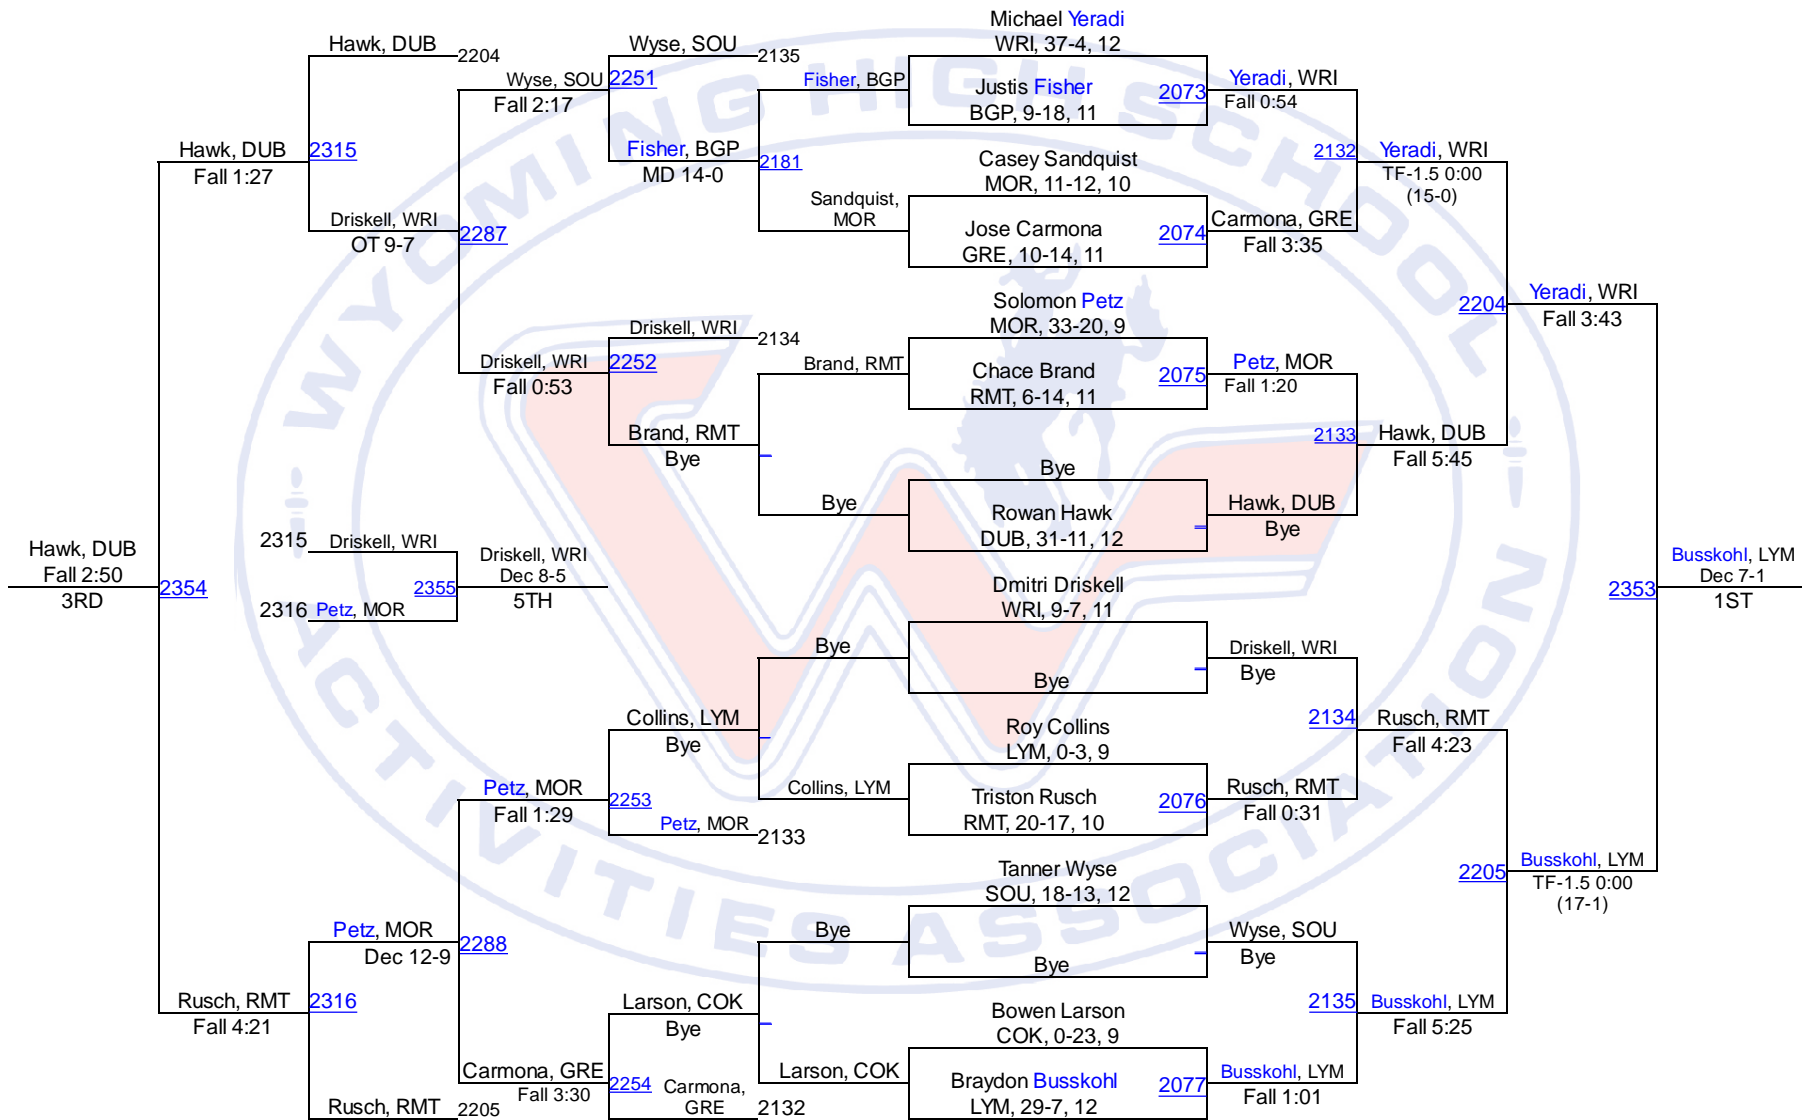 Michael Yeradi
WRI, 37-4, 12
Justis Fisher
BGP, 9-18, 11
2073
Casey Sandquist
MOR, 11-12, 10
Jose Carmona
GRE, 10-14, 11
2074
Solomon Petz
MOR, 33-20, 9
Chace Brand
RMT, 6-14, 11
2075
Bye
Rowan Hawk
DUB, 31-11, 12
Dmitri Driskell
WRI, 9-7, 11
Bye
Roy Collins
LYM, 0-3, 9
Triston Rusch
RMT, 20-17, 10
2076
Tanner Wyse
SOU, 18-13, 12
Bye
Bowen Larson
COK, 0-23, 9
Braydon Busskohl
LYM, 29-7, 12
2077
Yeradi, WRI
Fall 0:54
Carmona, GRE
Fall 3:35
2132
Petz, MOR
Fall 1:20
Hawk, DUB
Bye
2133
Driskell, WRI
Bye
Rusch, RMT
Fall 0:31
2134
Wyse, SOU
Bye
Busskohl, LYM
Fall 1:01
2135
Yeradi, WRI
TF-1.5 0:00
(15-0)
Hawk, DUB
Fall 5:45
2204
Rusch, RMT
Fall 4:23
Busskohl, LYM
Fall 5:25
2205
Yeradi, WRI
Fall 3:43
Busskohl, LYM
TF-1.5 0:00
(17-1)
2353
Busskohl, LYM
Dec 7-1
1ST
Fisher, BGP
Sandquist,
MOR
2181
Brand, RMT
Bye
Bye
Collins, LYM
Bye
Larson, COK
Wyse, SOU
2135
Fisher, BGP
MD 14-0
2251
Driskell, WRI
2134
Brand, RMT
Bye
2252
Collins, LYM
Bye
Petz, MOR
2133
2253
Larson, COK
Bye
Carmona,
GRE
2132
2254
Wyse, SOU
Fall 2:17
Driskell, WRI
Fall 0:53
2287
Petz, MOR
Fall 1:29
Carmona, GRE
Fall 3:30
2288
Hawk, DUB
2204
Driskell, WRI
OT 9-7
2315
Petz, MOR
Dec 12-9
Rusch, RMT
2205
2316
Hawk, DUB
Fall 1:27
Rusch, RMT
Fall 4:21
2354
Hawk, DUB
Fall 2:50
3RD
2315
Driskell, WRI
2316
Petz, MOR
2355
Driskell, WRI
Dec 8-5
5TH
WYOMING HIGH SCHOOL
ACTIVITIES ASSOCIATION